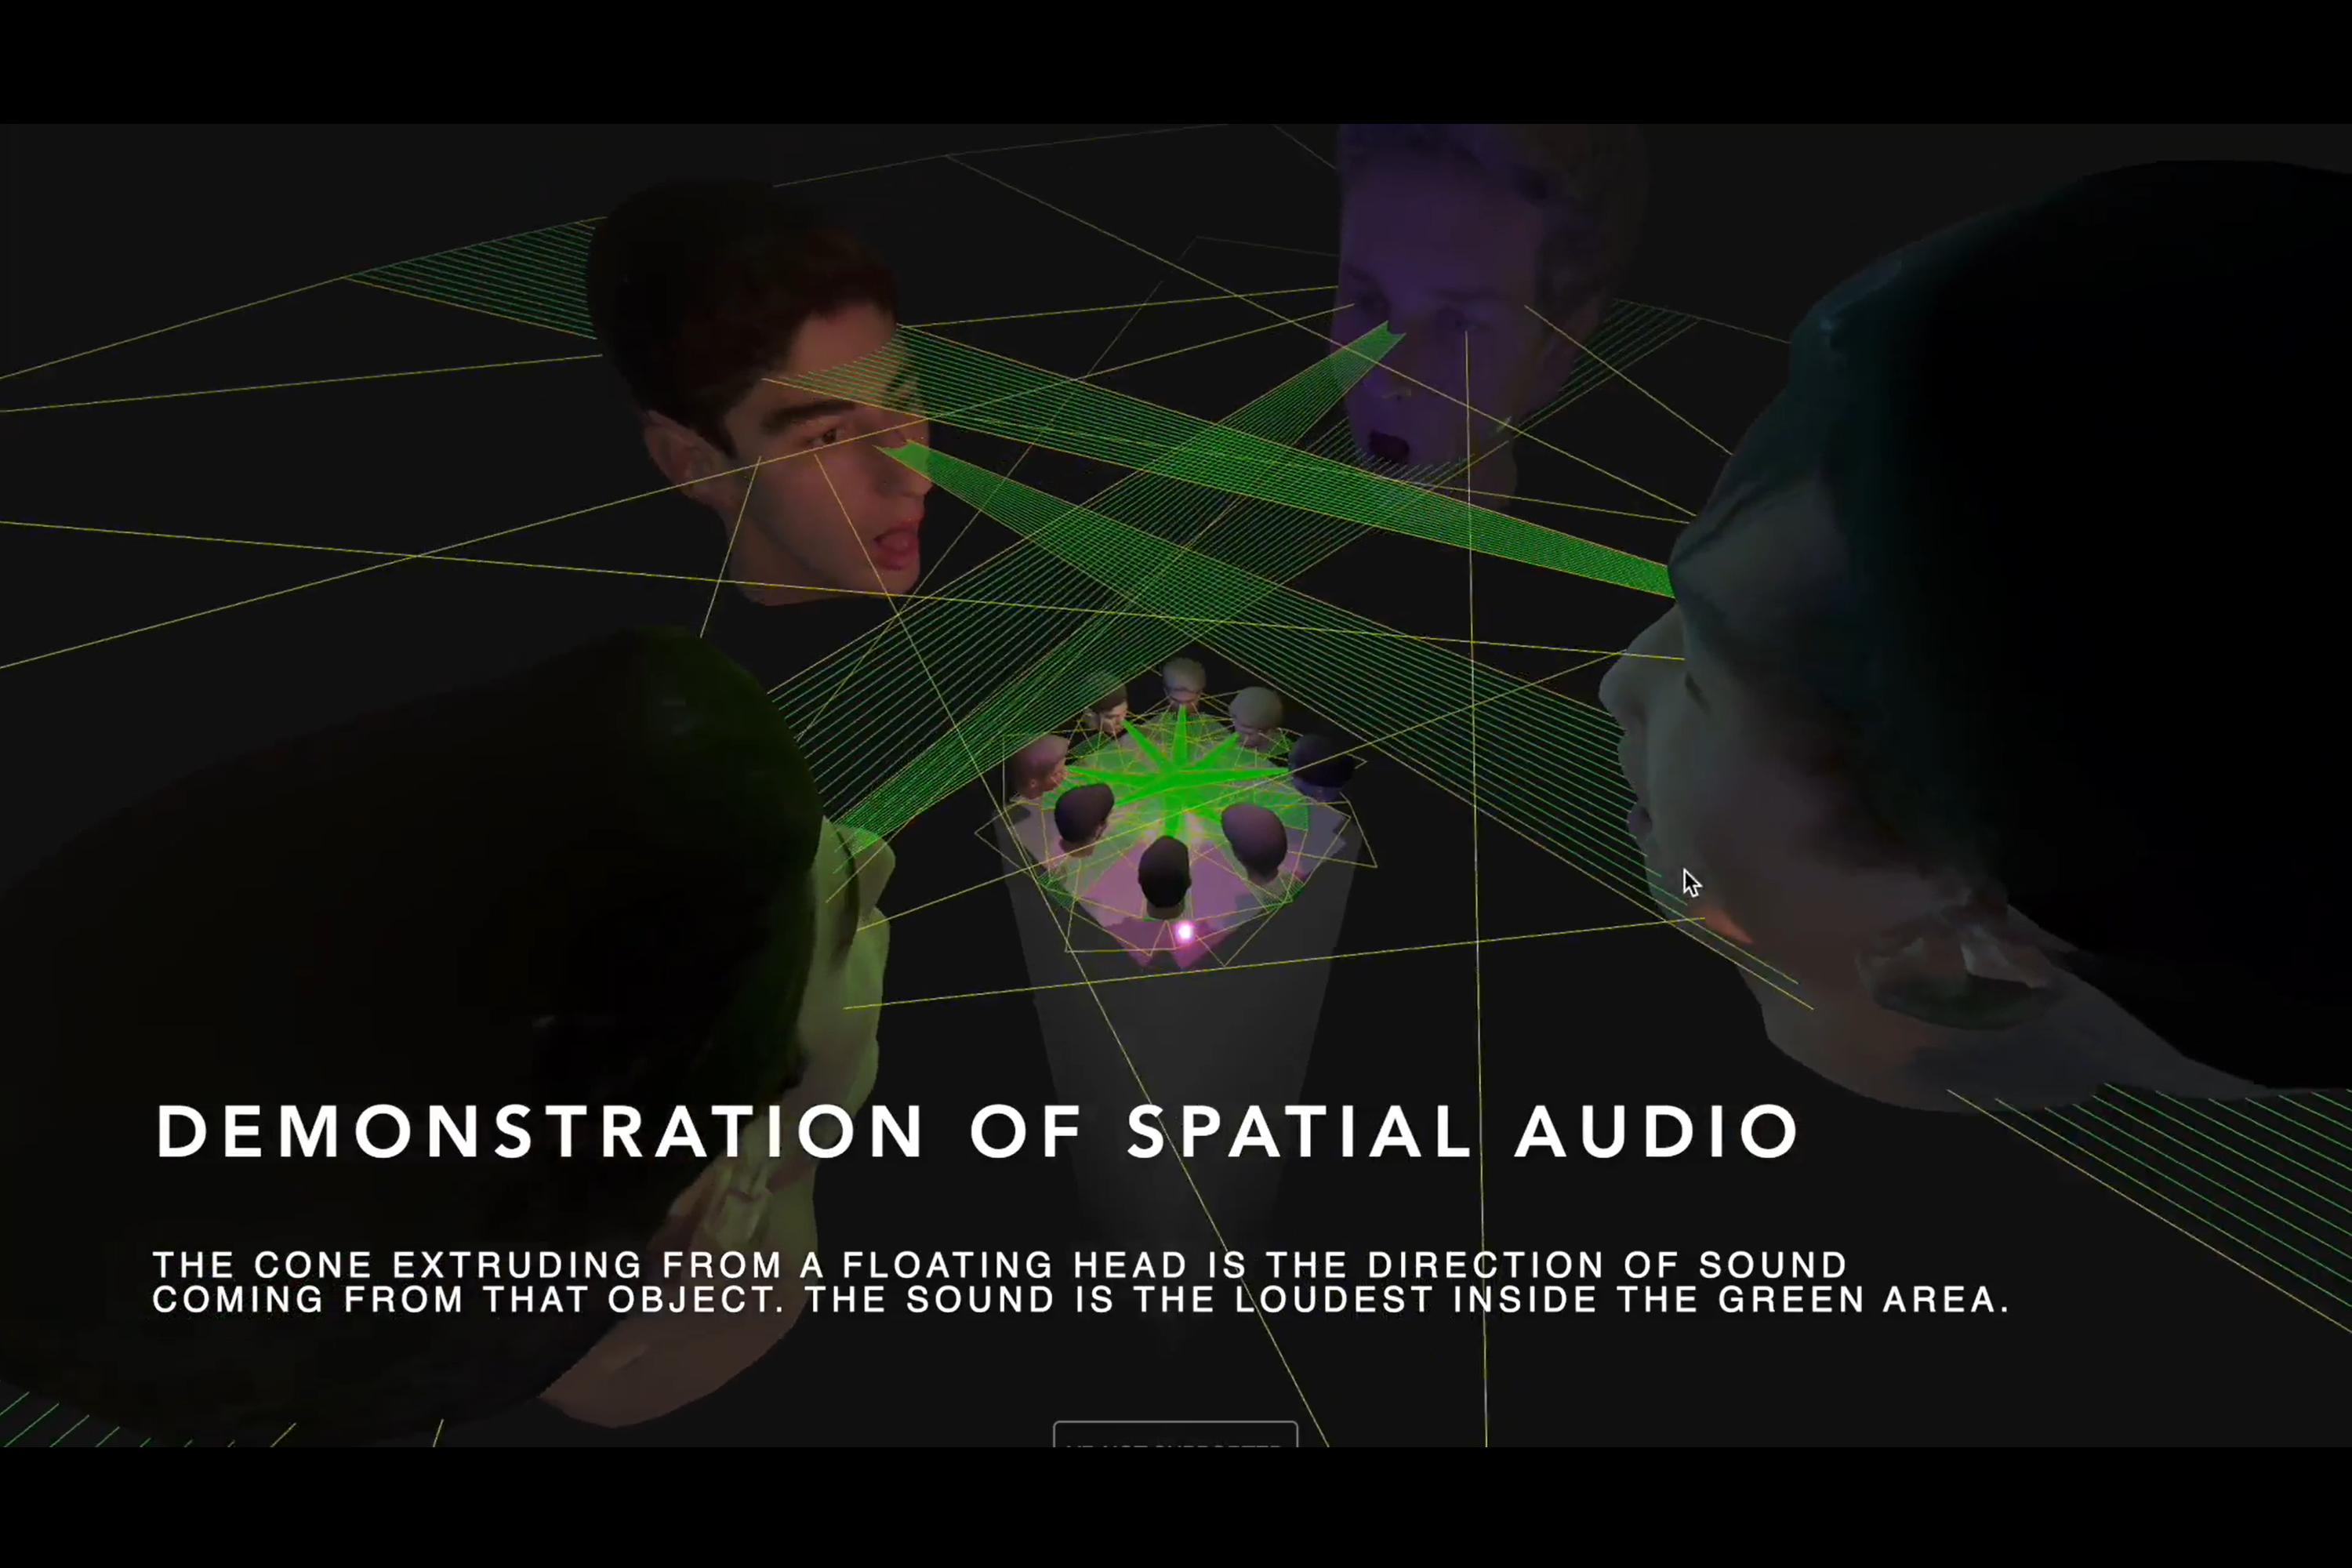 DEMONSTRATION OF SPATIAL AUDIO
THE CONE EXTRUDING FROM A FLOATING HEAD IS THE DIRECTION OF SOUND
COMING FROM THAT OBJECT. THE SOUND IS THE LOUDEST INSIDE THE GREEN AREA.